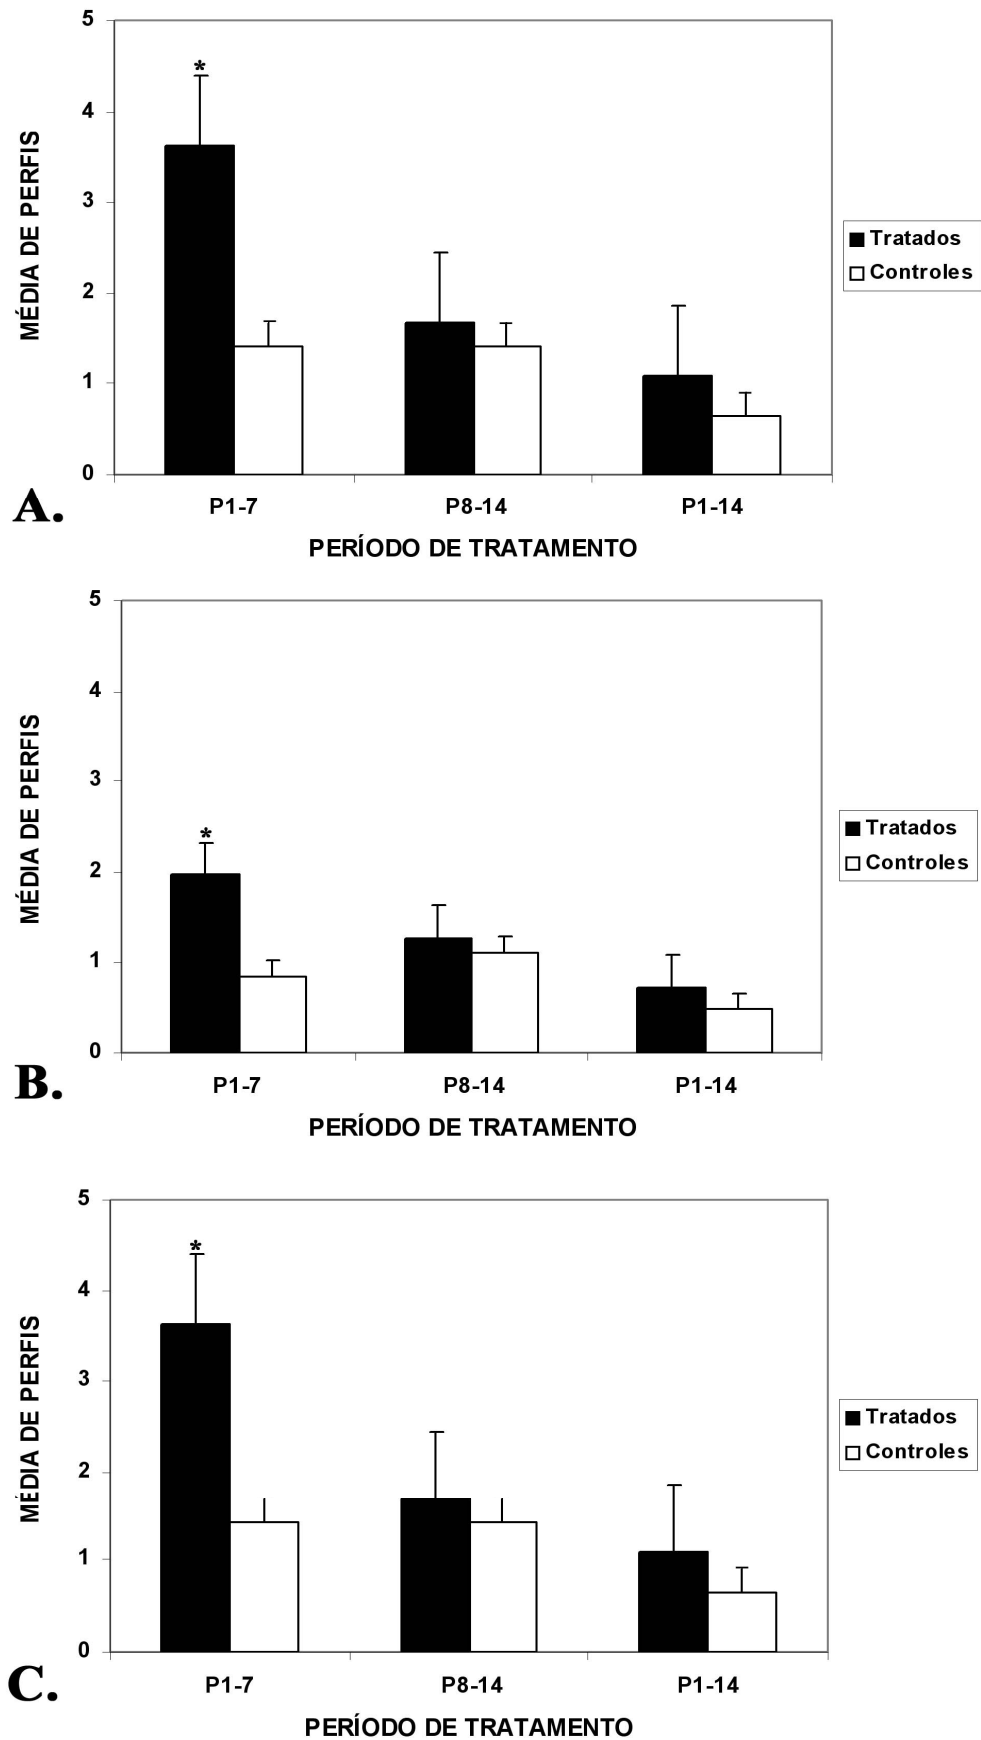 5
*
4
3
2
1
0
MÉDIA DE PERFIS
Tratados
Controles
P1-7 P8-14 P1-14
A.
PERÍODO DE TRATAMENTO
5
4
3
*
2
1
0
MÉDIA DE PERFIS
Tratados
Controles
P1-7 P8-14 P1-14
B.
PERÍODO DE TRATAMENTO
5
*
4
3
2
1
0
MÉDIA DE PERFIS
Tratados
Controles
P1-7 P8-14 P1-14
C.
PERÍODO DE TRATAMENTO